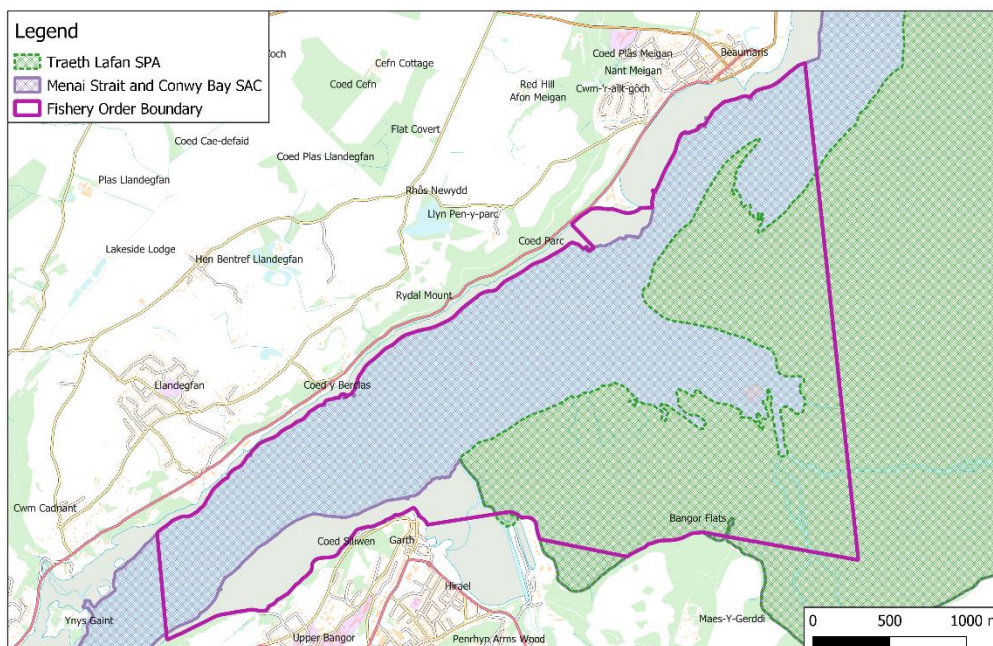 Legend
Traeth Lafan SPA
Menai Strait and Conwy Bay SAC
Fishery Order Boundary
och
Cefn Cottage
Coed Cefn
Coed Plâs Meigan
Beaumaris
Nant Meigan
Red Hill
Cwm-'r-allt-gôch
Afon Meigan
Flat Covert
Coed Cae-defaid
Coed Plas Llandegfan
Plas Llandegfan
Rhôs Newydd
Llyn Pen-y-parc
Lakeside Lodge
Coed Parc
Hen Bentref Llandegfan
Rydal Mount
Llandegfan
Coed y Berclas
Cwm Cadnant
Bangor Flats
Coed Siliwen
Garth
Hirael
Ynys Gaint
Upper Bangor
Penrhyn Arms Wood
Maes-Y-Gerddi
0 500 1000 m